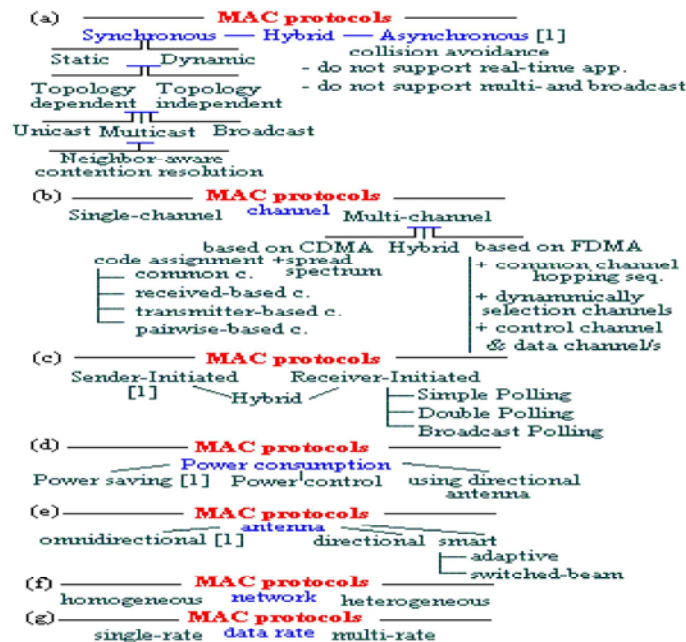 (a) MAC protocols
Synchronous Hybrid Asynchronous [1]
Static Dynamic collision avoidance
- do not support real-time app.
Topology dependent Topology independent - do not support multi-and broadcast
Unicast Multicast Broadcast
Neighbor-aware
contention resolution
(b) MAC protocols
Single-channel channel Multi-channel
based on CDMA Hybrid based on FDMA
code assignment +spread spectrum + common channel hopping seq.
common c.
received-based c. + dynammically selection channels
transmitter-based c.
pairwise-based c. + control channel & data channel/s
(c) MAC protocols
Sender-Initiated [1] Receiver-Initiated
Hybrid
Simple Polling
Double Polling
Broadcast Polling
(d) MAC protocols
Power consumption
Power saving [1] Power control using directional antenna
(e) MAC protocols
antenna
omnidirectional [1] directional smart
adaptive
switched-beam
(f) MAC protocols
homogeneous network heterogeneous
(g) MAC protocols
single-rate data rate multi-rate